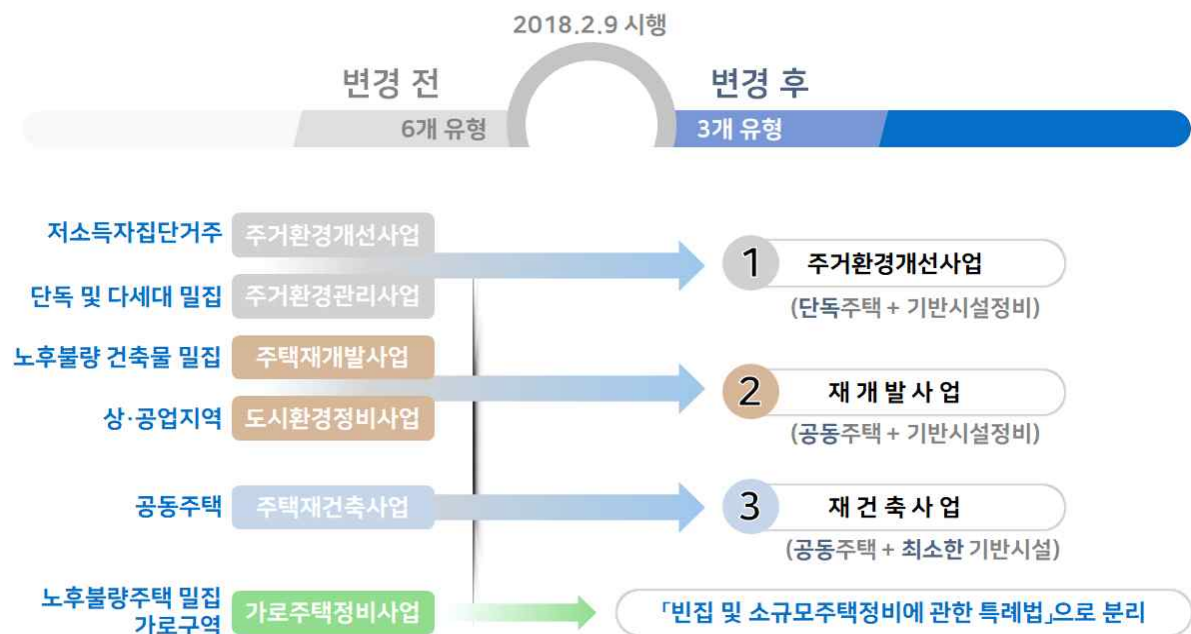 2018.2.9 시행
변경 전
변경 후
6개 유형
3개 유형
저소득자집단거주
주거환경개선사업
단독 및 다세대 밀집
주거환경관리사업
1
주거환경개선사업
(단독주택 + 기반시설정비)
노후불량 건축물 밀집
주택재개발사업
상·공업지역
도시환경정비사업
2
재개발사업
(공동주택 + 기반시설정비)
공동주택
주택재건축사업
3
재건축사업
(공동주택 + 최소한 기반시설)
노후불량주택 밀집
가로구역
가로주택정비사업
「빈집 및 소규모주택정비에 관한 특례법」으로 분리